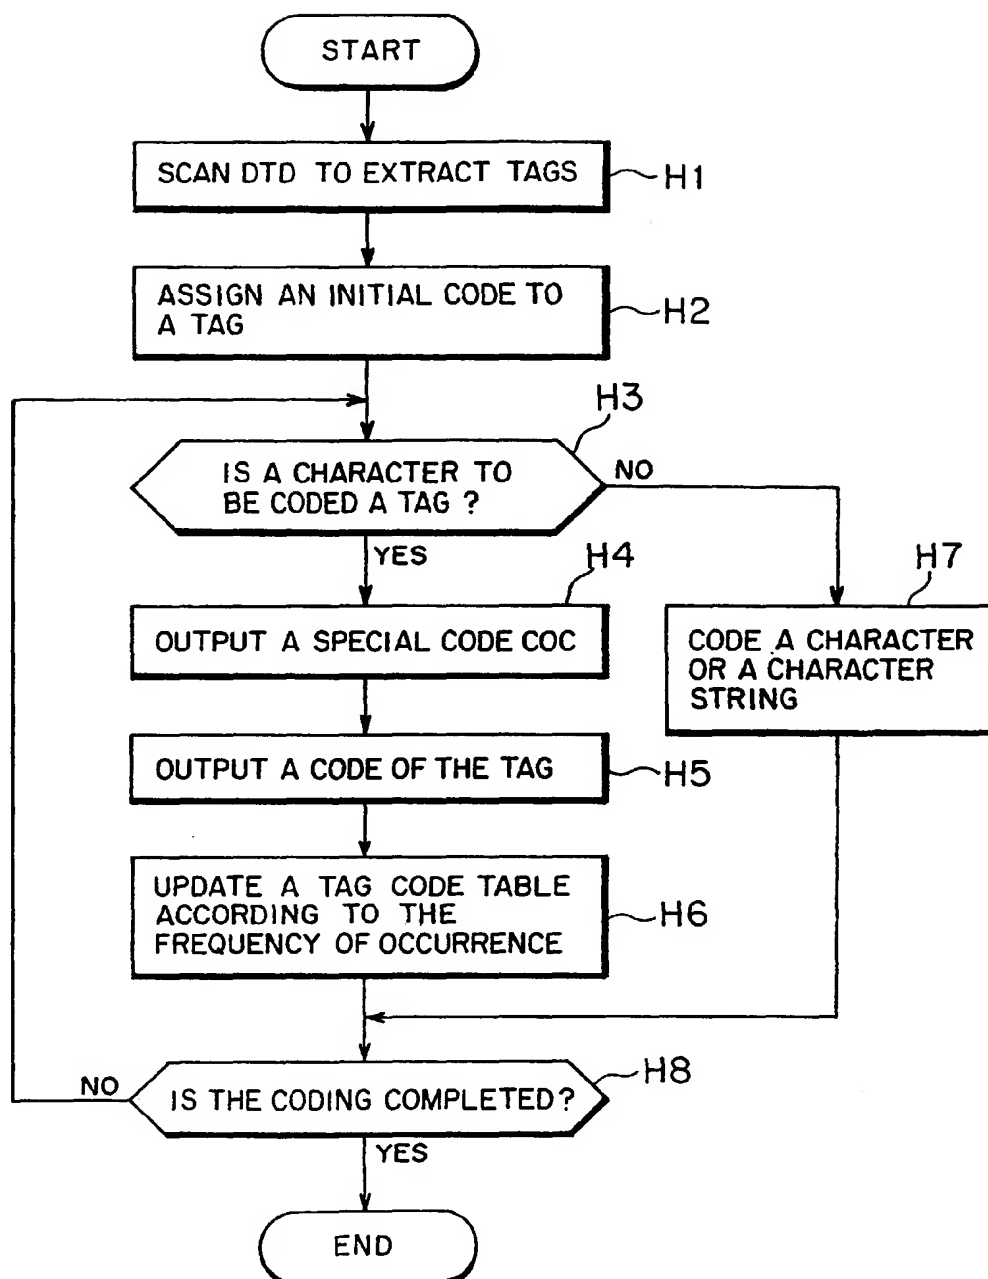 START
SCAN DTD TO EXTRACT TAGS
H1
ASSIGN AN INITIAL CODE TO
A TAG
H2
H3
IS A CHARACTER TO
BE CODED A TAG ?
NO
YES
H4
H7
OUTPUT A SPECIAL CODE COC
CODE A CHARACTER
OR A CHARACTER
STRING
OUTPUT A CODE OF THE TAG
H5
UPDATE A TAG CODE TABLE
ACCORDING TO THE
FREQUENCY OF OCCURRENCE
H6
H8
NO
IS THE CODING COMPLETED ?
YES
END